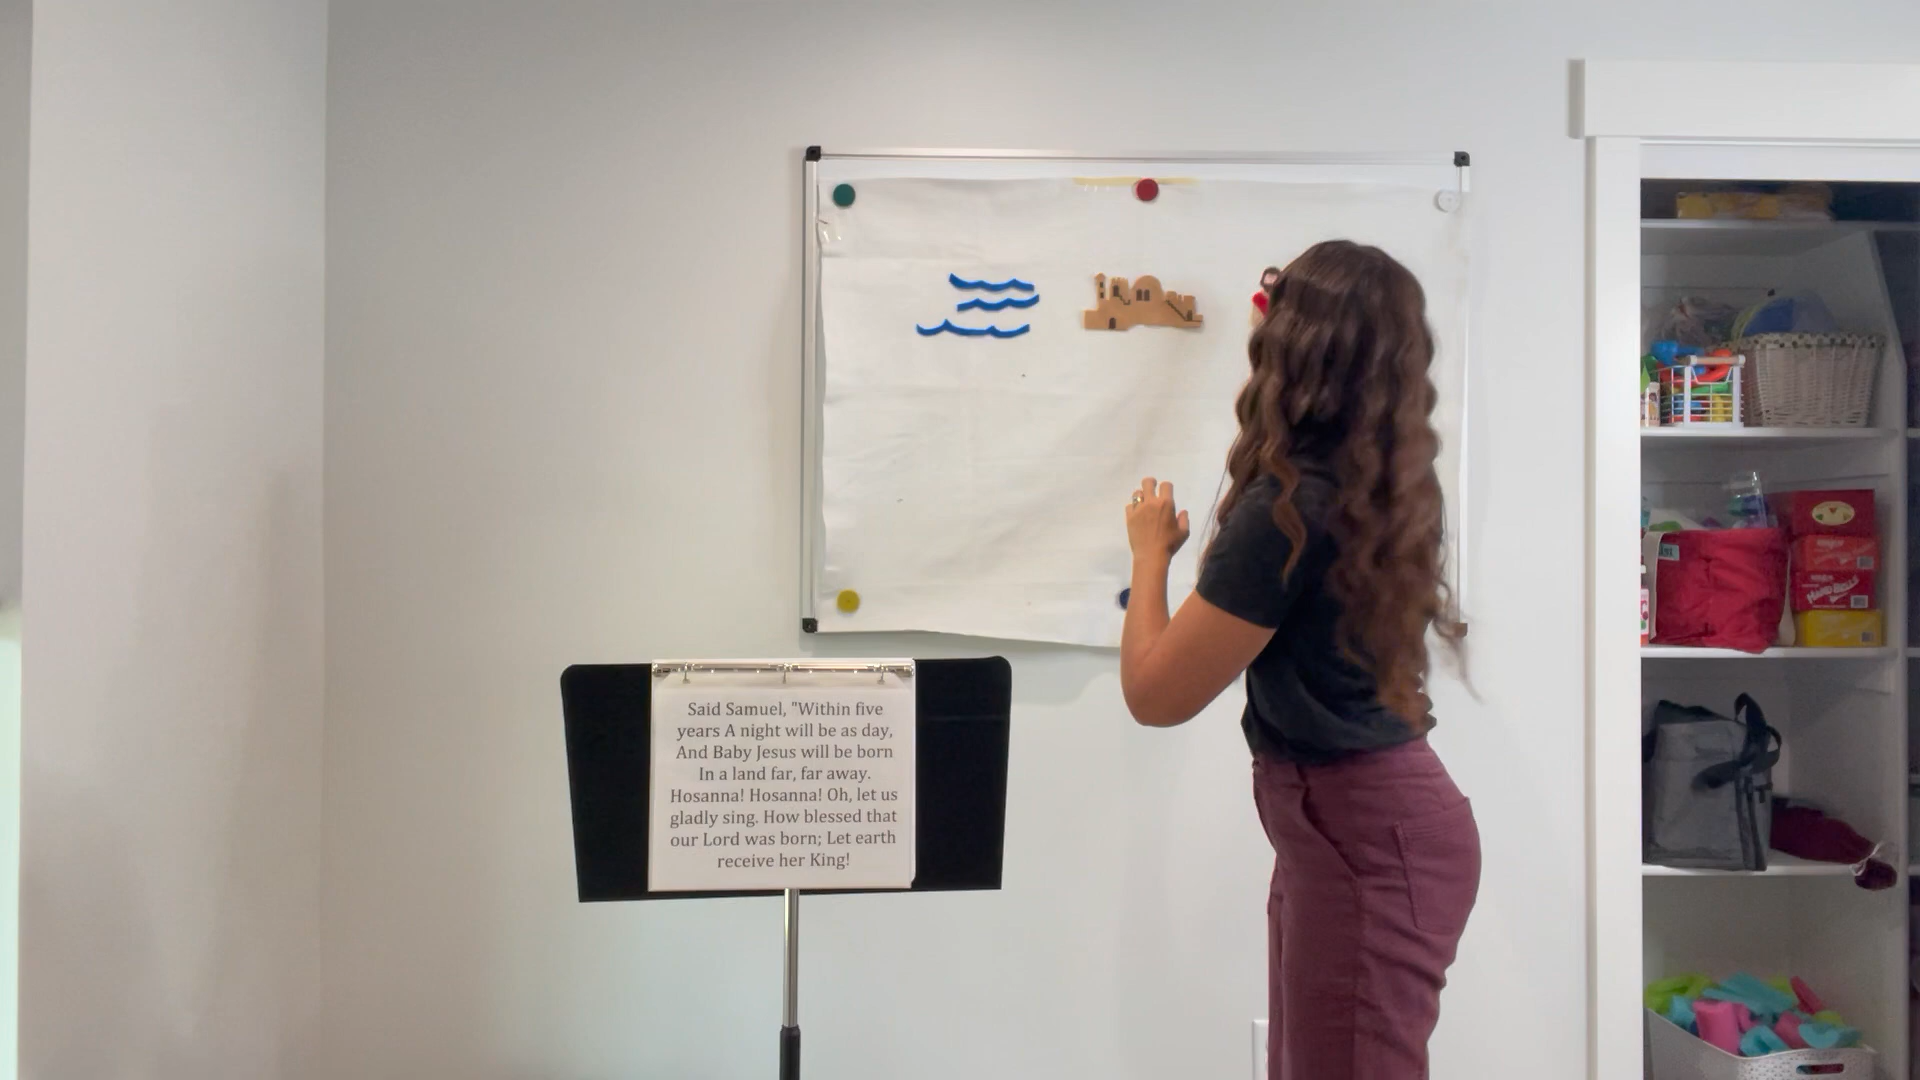 Said Samuel, "Within five
years A night will be as day,
And Baby Jesus will be born
In a land far, far away.
Hosanna! Hosanna! Oh, let us
gladly sing. How blessed that
our Lord was born; Let earth
receive her King!
HAND BELLS